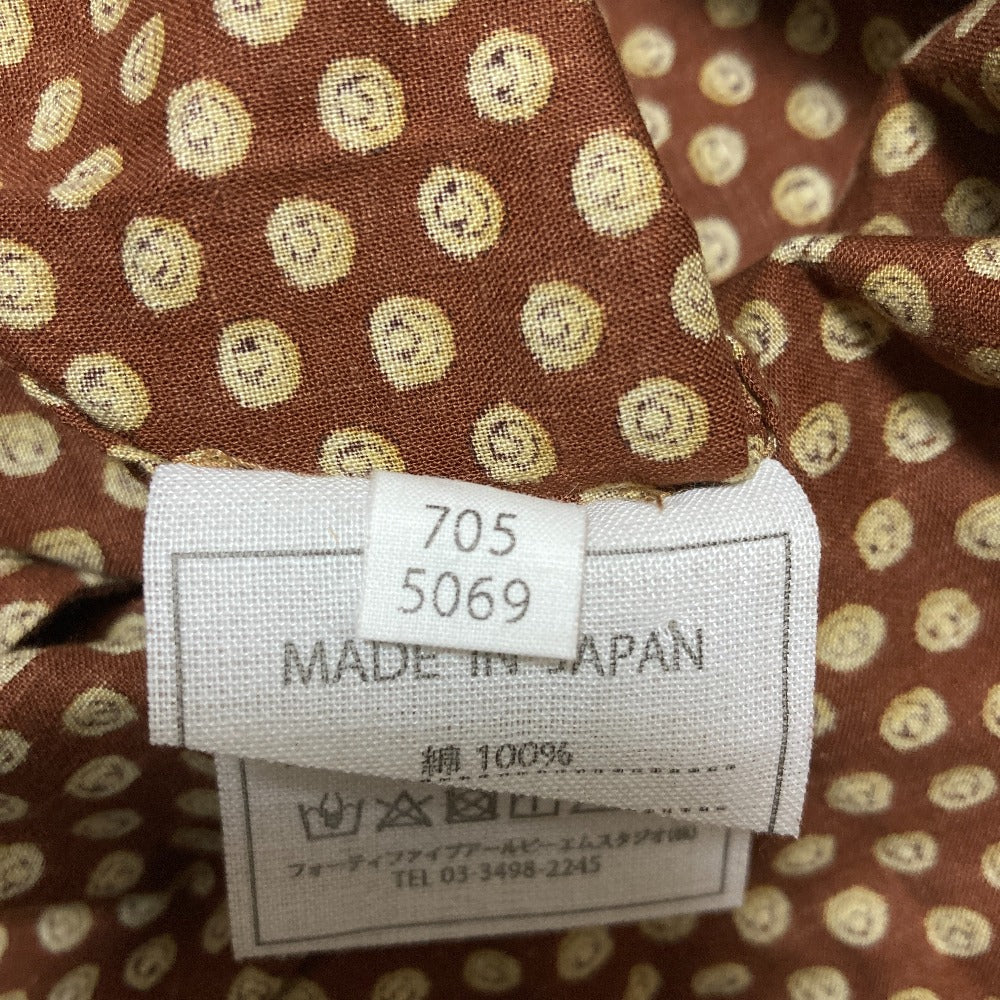 705
5069
MADE IN JAPAN
綿 100%
フォーティファイブアールピーエムスタジオ(株)
TEL 03-3498-2245